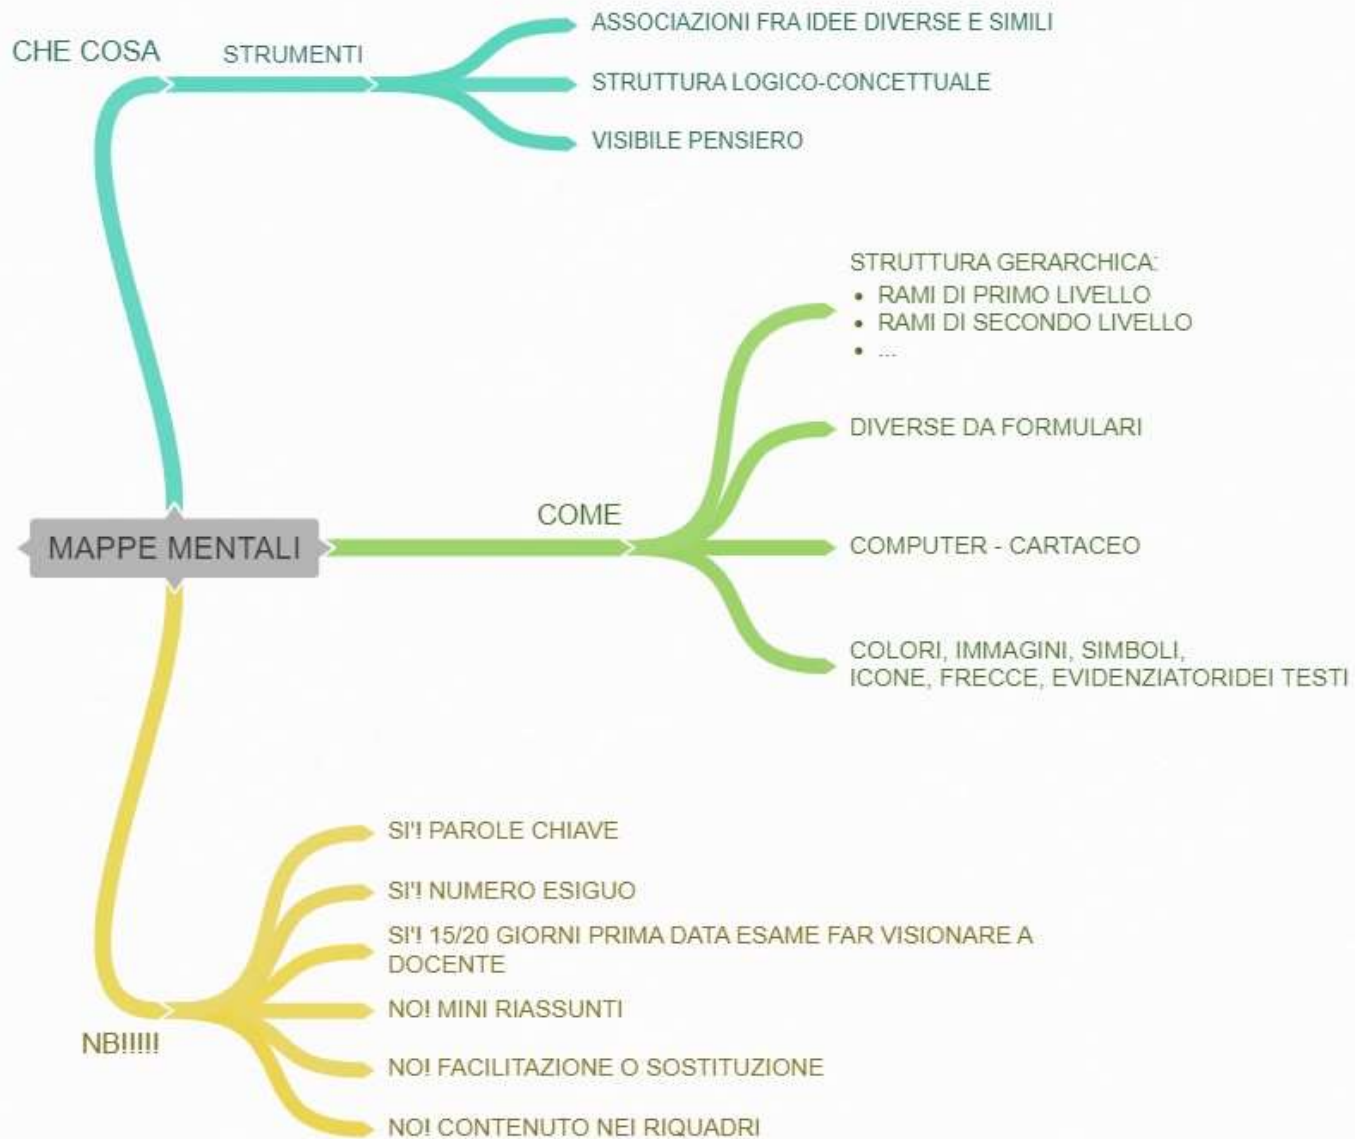 CHE COSA
STRUMENTI
ASSOCIAZIONI FRA IDEE DIVERSE E SIMILI
STRUTTURA LOGICO-CONCETTUALE
VISIBILE PENSIERO
MAPPE MENTALI
COME
STRUTTURA GERARCHICA:
• RAMI DI PRIMO LIVELLO
• RAMI DI SECONDO LIVELLO
• ...
DIVERSE DA FORMULARI
COMPUTER - CARTACEO
COLORI, IMMAGINI, SIMBOLI,
ICONE, FRECCE, EVIDENZIATORIDEI TESTI
NB!!!!!
SI'! PAROLE CHIAVE
SI'! NUMERO ESIGUO
SI'! 15/20 GIORNI PRIMA DATA ESAME FAR VISIONARE A
DOCENTE
NO! MINI RIASSUNTI
NO! FACILITAZIONE O SOSTITUZIONE
NO! CONTENUTO NEI RIQUADRI